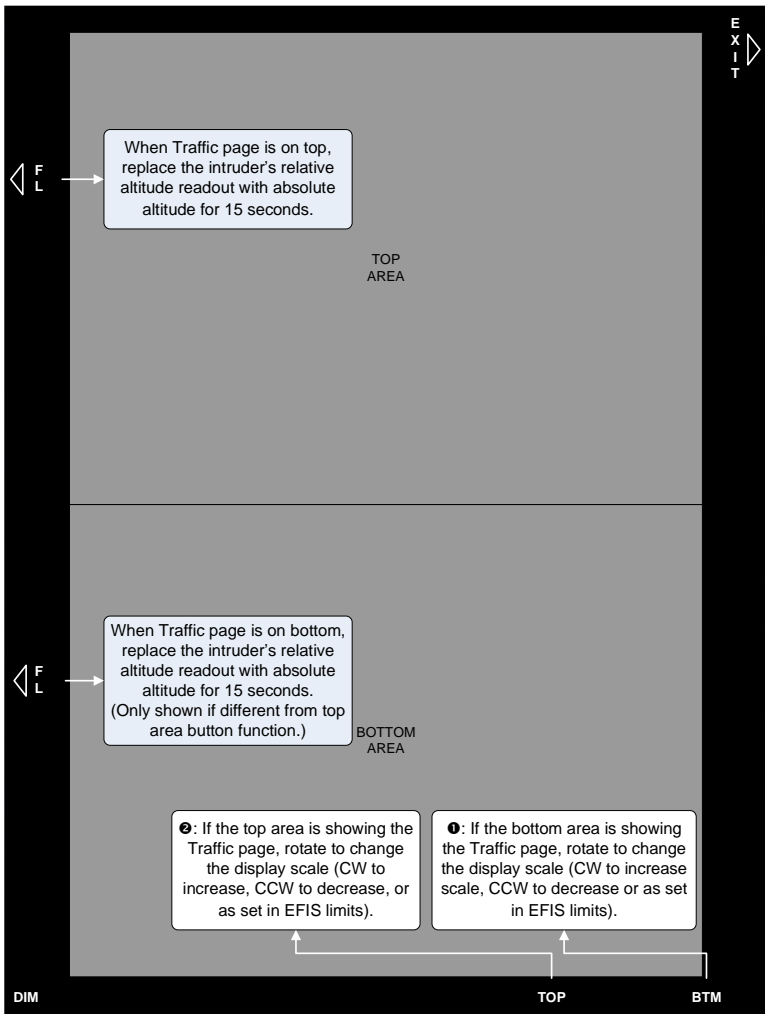 E
X
I
T
F
L
When Traffic page is on top,
replace the intruder’s relative
altitude readout with absolute
altitude for 15 seconds.
TOP
AREA
F
L
When Traffic page is on bottom,
replace the intruder’s relative
altitude readout with absolute
altitude for 15 seconds.
(Only shown if different from top
area button function.)
BOTTOM
AREA
❷: If the top area is showing the
Traffic page, rotate to change
the display scale (CW to
increase, CCW to decrease, or
as set in EFIS limits).
❶: If the bottom area is showing
the Traffic page, rotate to change
the display scale (CW to increase
scale, CCW to decrease or as set
in EFIS limits).
DIM
TOP
BTM